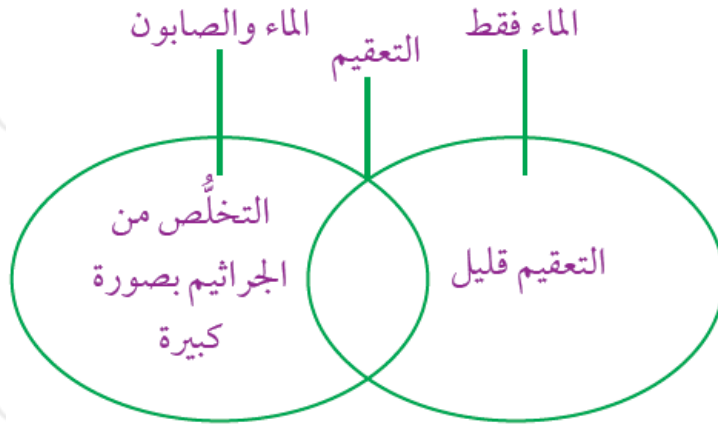 الماء فقط
التعقيم
الماء والصابون
التعقيم قليل
التخلُّص من
الجراثيم بصورة
كبيرة